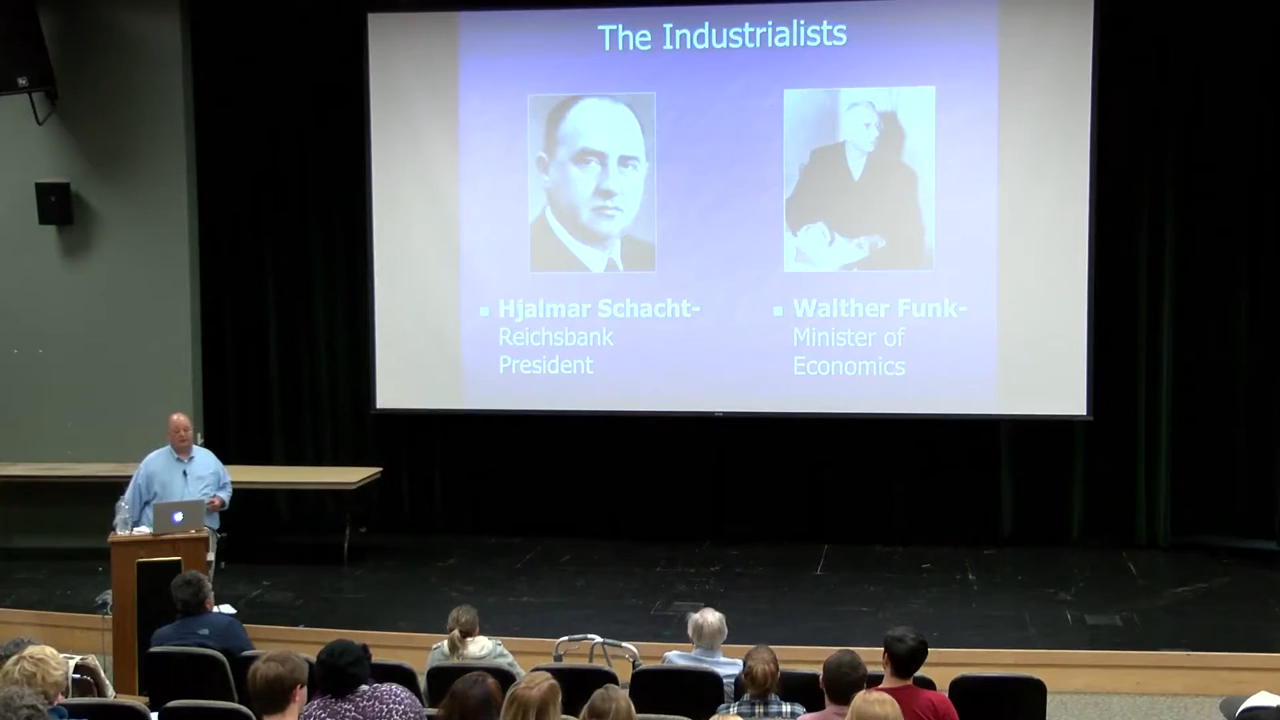 The Industrialists
Hjalmar Schacht-
Reichsbank
President
Walther Funk-
Minister of
Economics